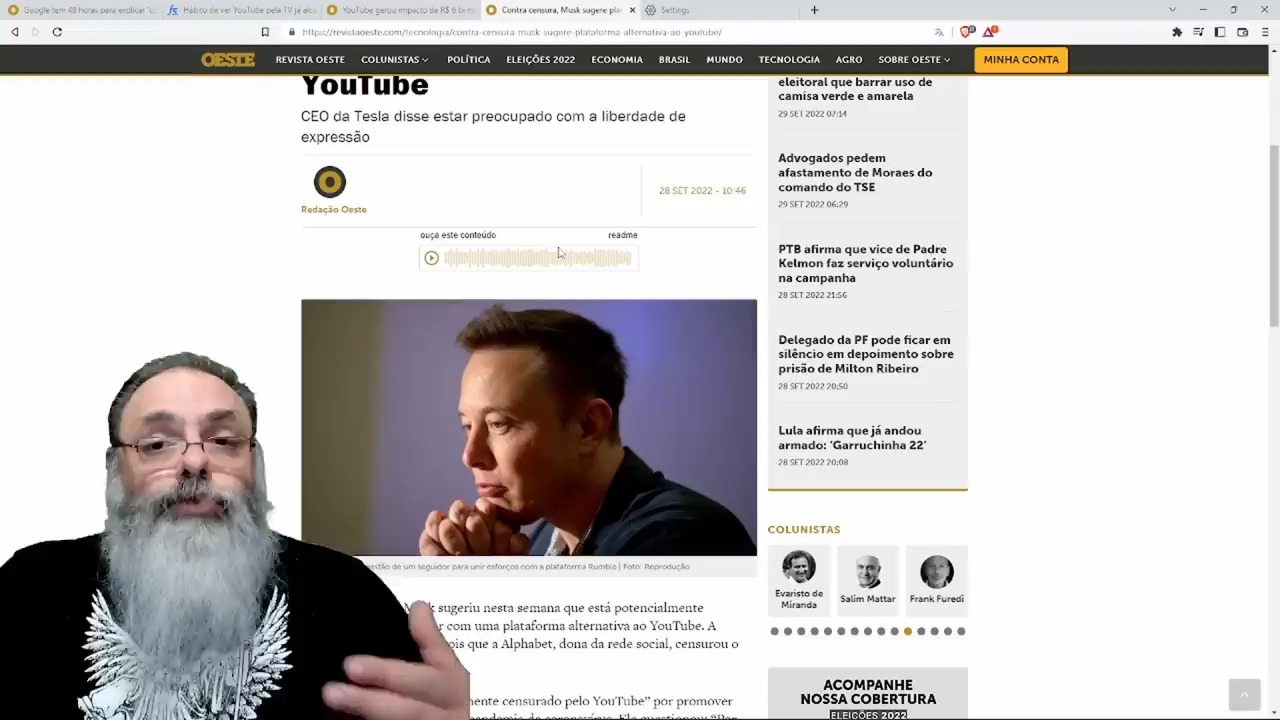 Google tem 48 horas para explicar 'co
Hábito de ver YouTube pela TV já alc
YouTube gerou impacto de R$ 6 bi n
Contra censura, Musk sugere plat
Settings
https://revistaoeste.com/tecnologia/contra-censura-musk-sugere-plataforma-alternativa-ao-youtube/
OESTE
REVISTA OESTE
COLUNISTAS
POLÍTICA
ELEIÇÕES 2022
ECONOMIA
BRASIL
MUNDO
TECNOLOGIA
AGRO
SOBRE OESTE
MINHA CONTA
YouTube
CEO da Tesla disse estar preocupado com a liberdade de
expressão
Redação Oeste
28 SET 2022 - 10:46
ouça este conteúdo
readme
estão de um seguidor para unir esforços com a plataforma Rumble | Foto: Reprodução
sk sugeriu nesta semana que está potencialmente
r com uma plataforma alternativa ao YouTube. A
ois que a Alphabet, dona da rede social, censurou o
mente censurado pelo YouTube” por promover
eleitoral que barrar uso de
camisa verde e amarela
29 SET 2022 07:14
Advogados pedem
afastamento de Moraes do
comando do TSE
29 SET 2022 06:29
PTB afirma que vice de Padre
Kelmon faz serviço voluntário
na campanha
28 SET 2022 21:56
Delegado da PF pode ficar em
silêncio em depoimento sobre
prisão de Milton Ribeiro
28 SET 2022 20:50
Lula afirma que já andou
armado: ‘Garruchinha 22’
28 SET 2022 20:08
COLUNISTAS
Evaristo de
Miranda
Salim Mattar
Frank Furedi
ACOMPANHE
NOSSA COBERTURA
ELEIÇÕES 2022